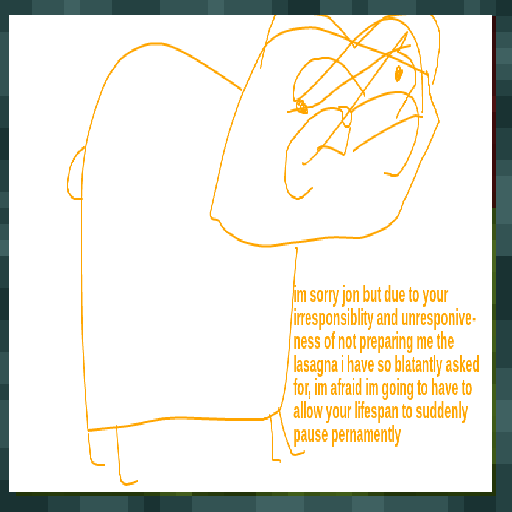 im sorry jon but due to your
irresponsiblity and unresponive-
ness of not preparing me the
lasagna i have so blatantly asked
for, im afraid im going to have to
allow your lifespan to suddenly
pause pernamently